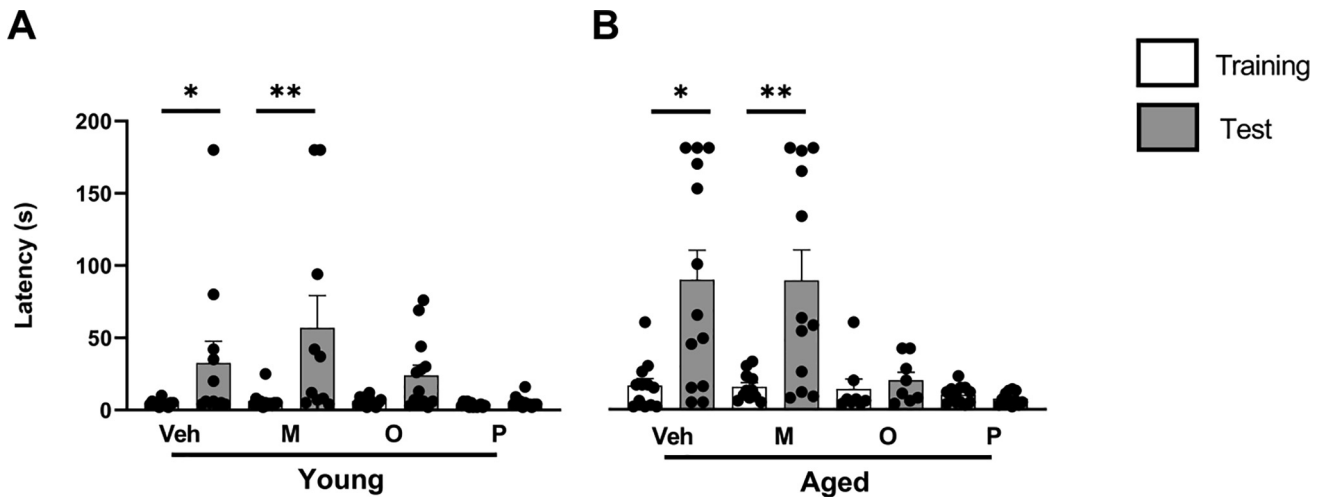 A
B
Training
Test
* **
* **
Latency (s)
200
150
100
50
0
Veh M O P
Young
Veh M O P
Aged